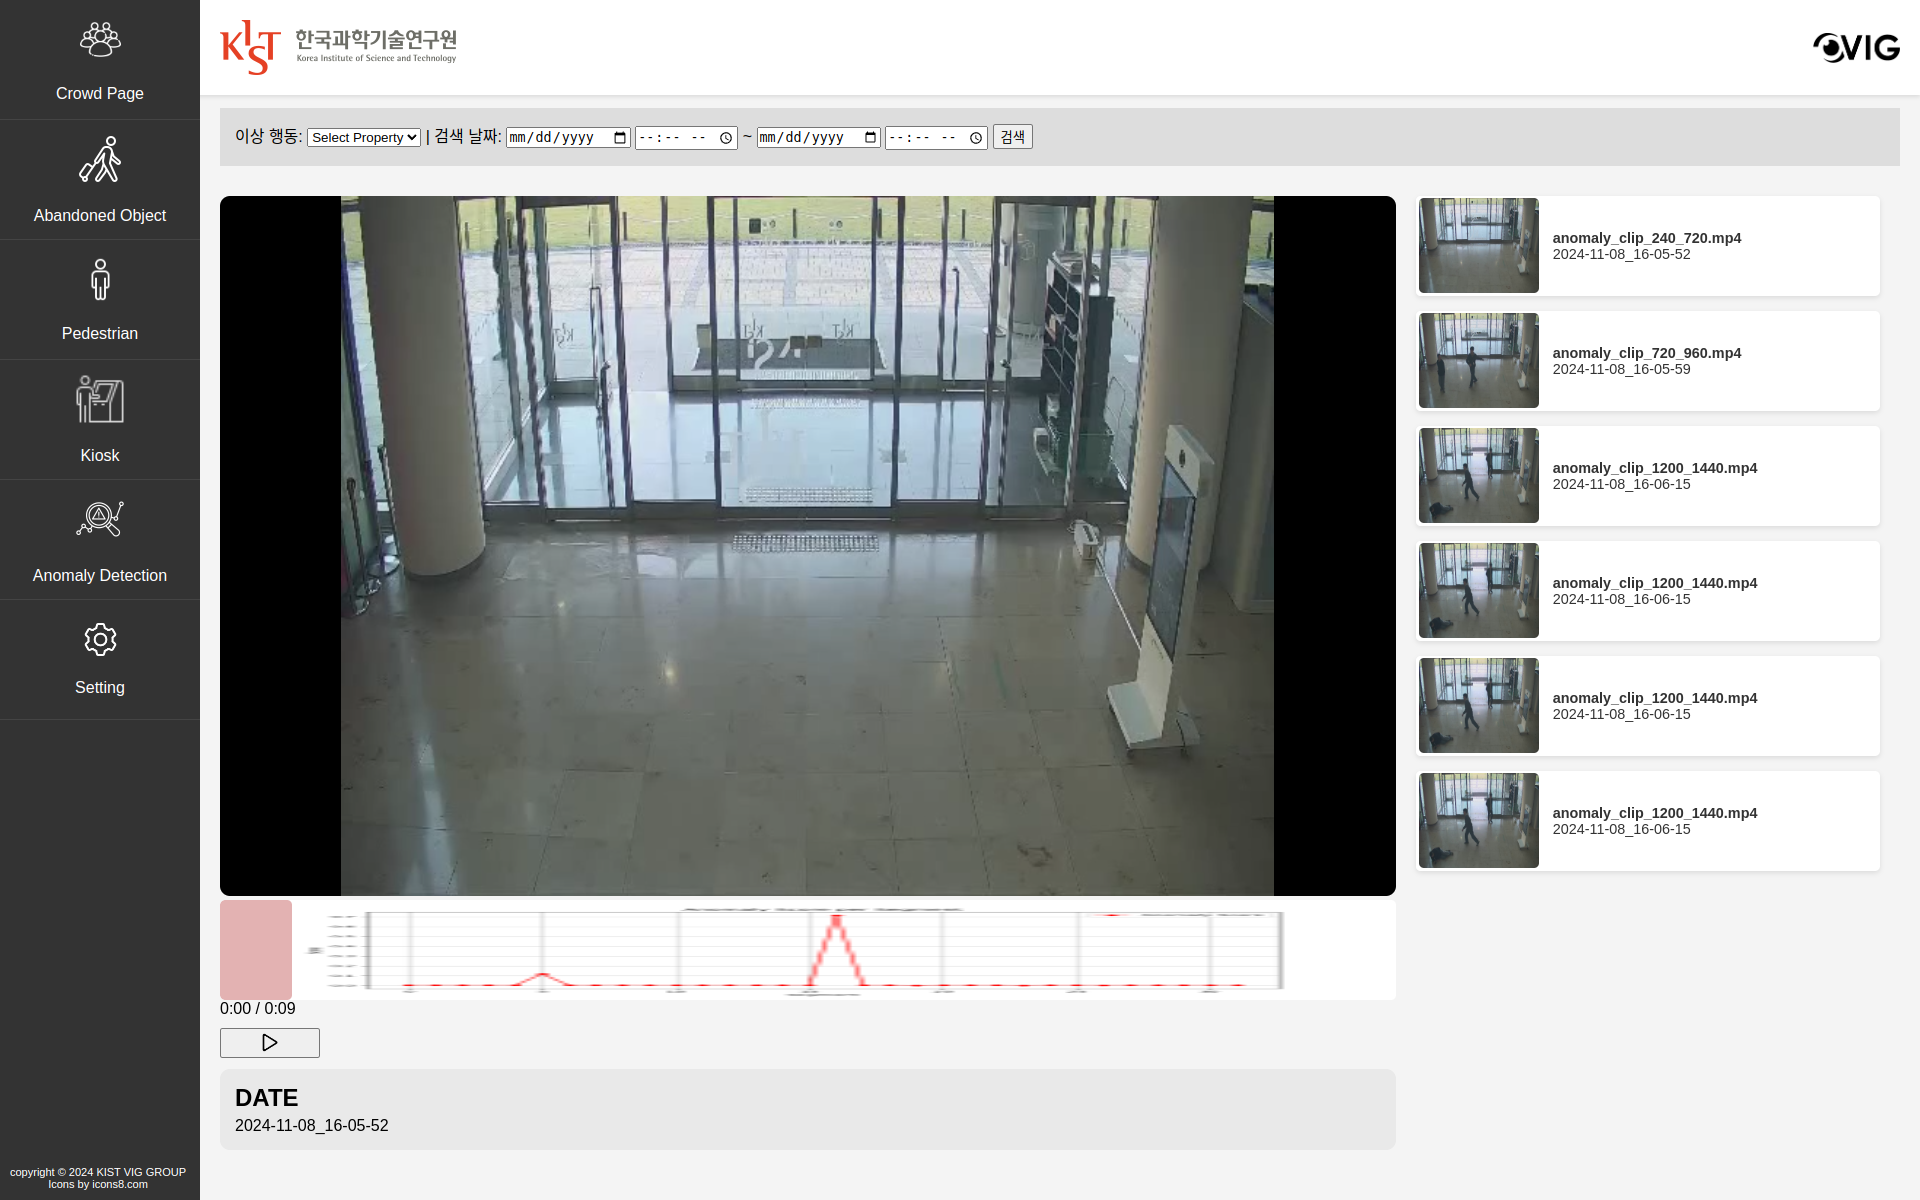 Crowd Page
Abandoned Object
Pedestrian
Kiosk
Anomaly Detection
Setting
copyright © 2024 KIST VIG GROUP
Icons by icons8.com
KIST 한국과학기술연구원
Korea Institute of Science and Technology
VIG
이상 행동: Select Property | 검색 날짜: mm/dd/yyyy --:-- -- ~ mm/dd/yyyy --:-- -- 검색
0:00 / 0:09
DATE
2024-11-08_16-05-52
anomaly_clip_240_720.mp4
2024-11-08_16-05-52
anomaly_clip_720_960.mp4
2024-11-08_16-05-59
anomaly_clip_1200_1440.mp4
2024-11-08_16-06-15
anomaly_clip_1200_1440.mp4
2024-11-08_16-06-15
anomaly_clip_1200_1440.mp4
2024-11-08_16-06-15
anomaly_clip_1200_1440.mp4
2024-11-08_16-06-15